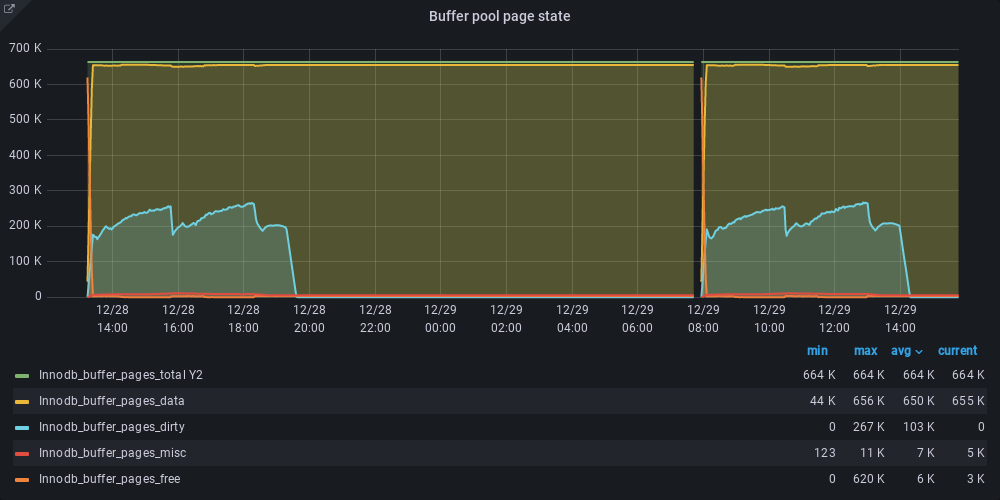 Buffer pool page state
700 K
600 K
500 K
400 K
300 K
200 K
100 K
0
12/28 12/28 12/28 12/28 12/28 12/29 12/29 12/29 12/29 12/29 12/29 12/29 12/29
14:00 16:00 18:00 20:00 22:00 00:00 02:00 04:00 06:00 08:00 10:00 12:00 14:00
min max avg current
Innodb_buffer_pages_total Y2 664 K 664 K 664 K 664 K
Innodb_buffer_pages_data 44 K 656 K 650 K 655 K
Innodb_buffer_pages_dirty 0 267 K 103 K 0
Innodb_buffer_pages_misc 123 11 K 7 K 5 K
Innodb_buffer_pages_free 0 620 K 6 K 3 K